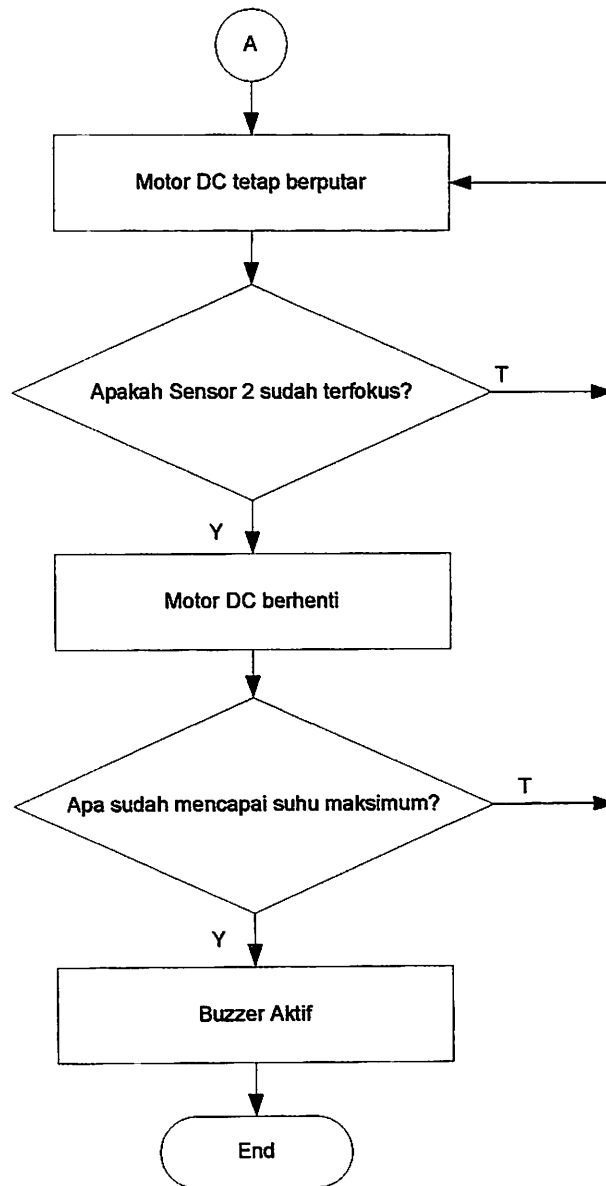 A
Motor DC tetap berputar
Apakah Sensor 2 sudah terfokus?
T
Y
Motor DC berhenti
Apa sudah mencapai suhu maksimum?
T
Y
Buzzer Aktif
End